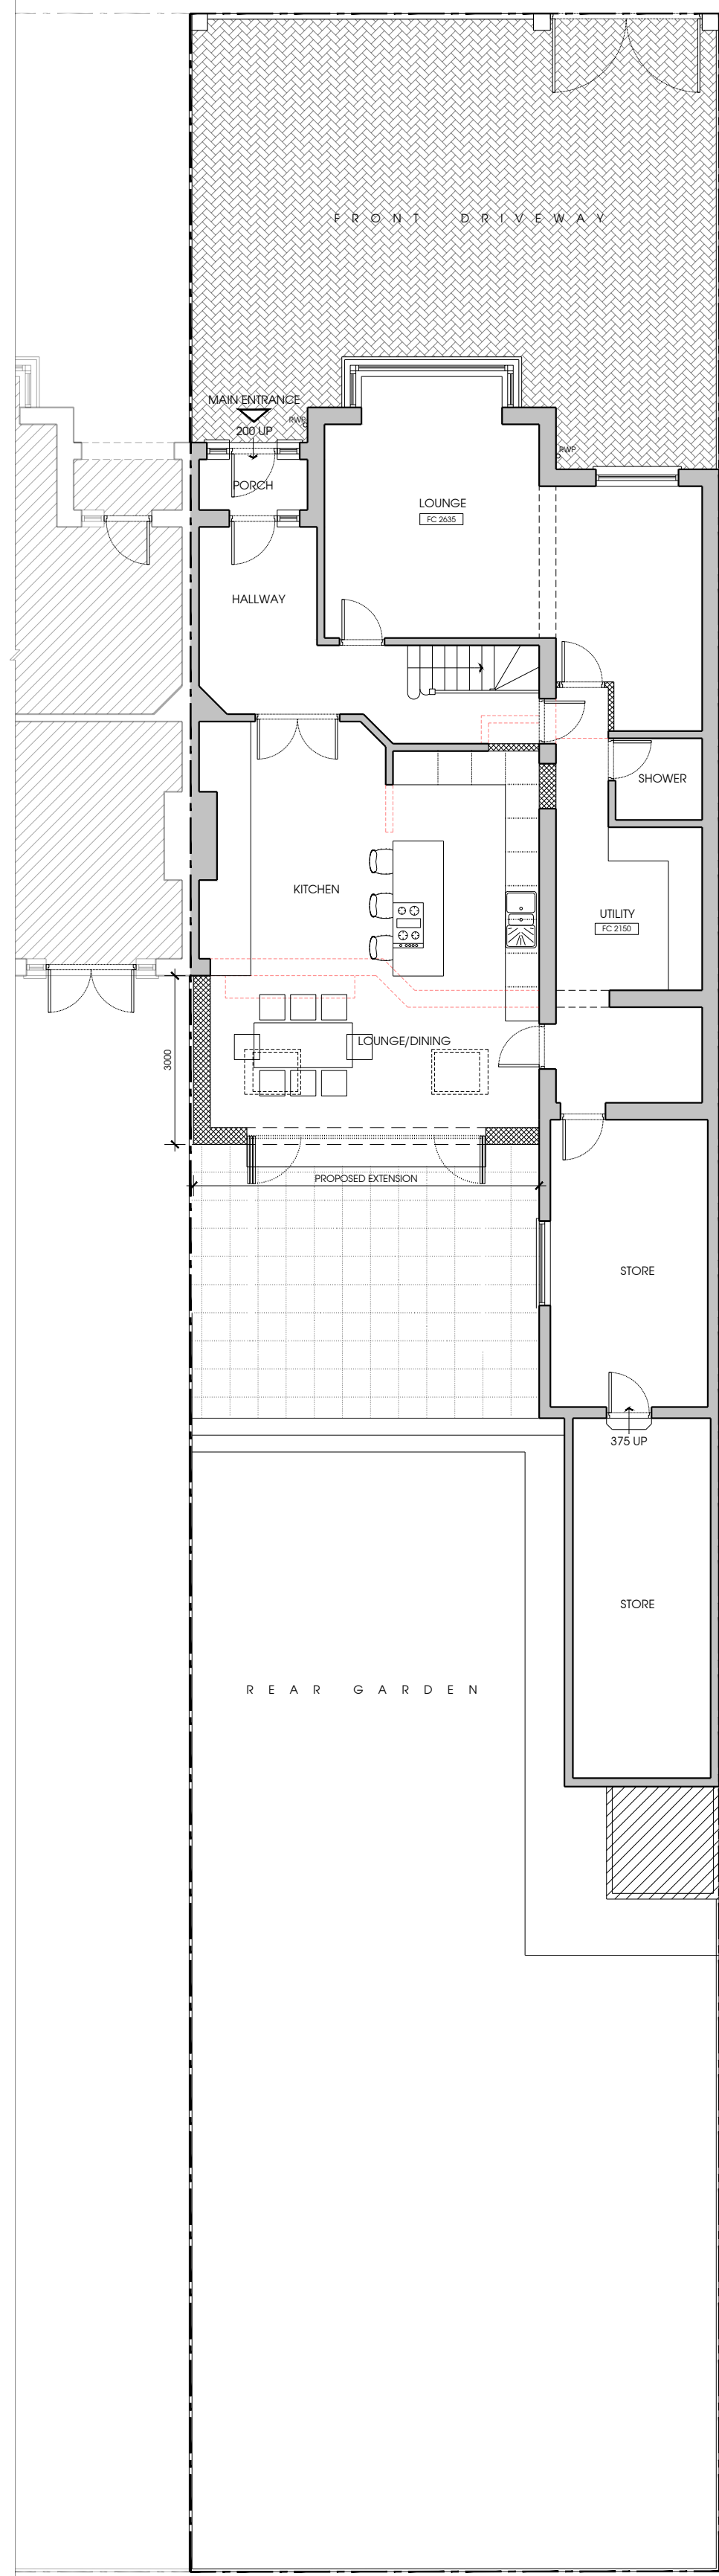 FRONT DRIVEWAY
MAIN ENTRANCE
RWP
200 UP
RWP
PORCH
LOUNGE
FC 2635
HALLWAY
SHOWER
KITCHEN
UTILITY
FC 2150
LOUNGE/DINING
3000
PROPOSED EXTENSION
STORE
375 UP
STORE
REAR GARDEN